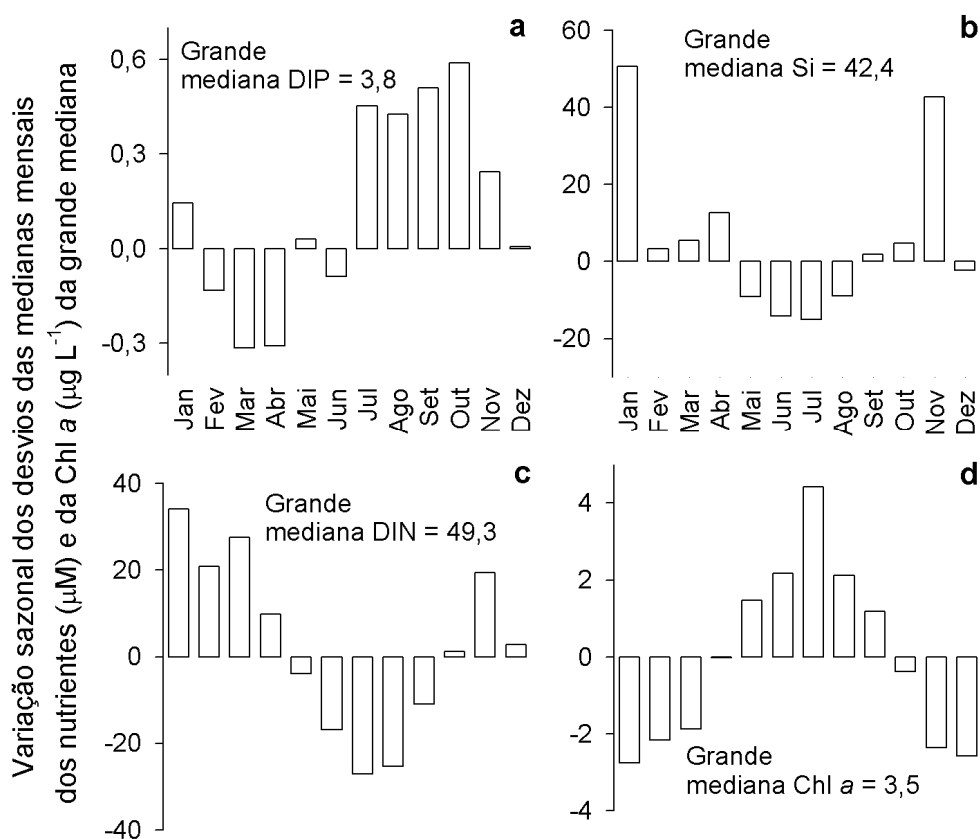 Variação sazonal dos desvios das medianas mensais
dos nutrientes (µM) e da Chl a (µg L⁻¹) da grande mediana
a
Grande
mediana DIP = 3,8
0,6
0,3
0,0
-0,3
Jan
Fev
Mar
Abr
Mai
Jun
Jul
Ago
Set
Out
Nov
Dez
b
Grande
mediana Si = 42,4
60
40
20
0
-20
Jan
Fev
Mar
Abr
Mai
Jun
Jul
Ago
Set
Out
Nov
Dez
c
Grande
mediana DIN = 49,3
40
20
0
-20
-40
d
4
2
0
-2
-4
Grande
mediana Chl a = 3,5